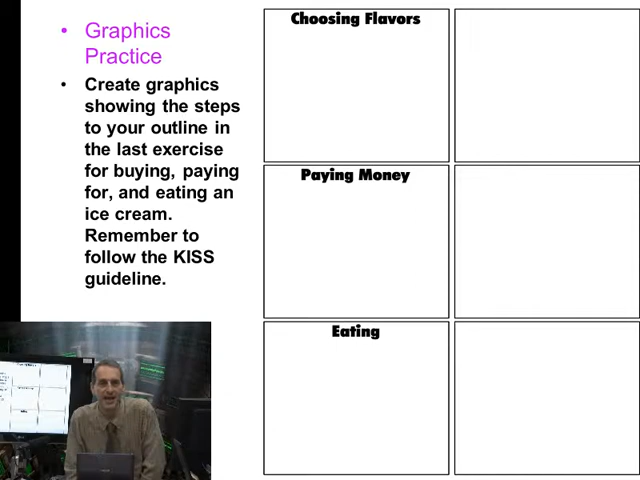 • Graphics
Practice
• Create graphics
showing the steps
to your outline in
the last exercise
for buying, paying
for, and eating an
ice cream.
Remember to
follow the KISS
guideline.
Choosing Flavors
Paying Money
Eating